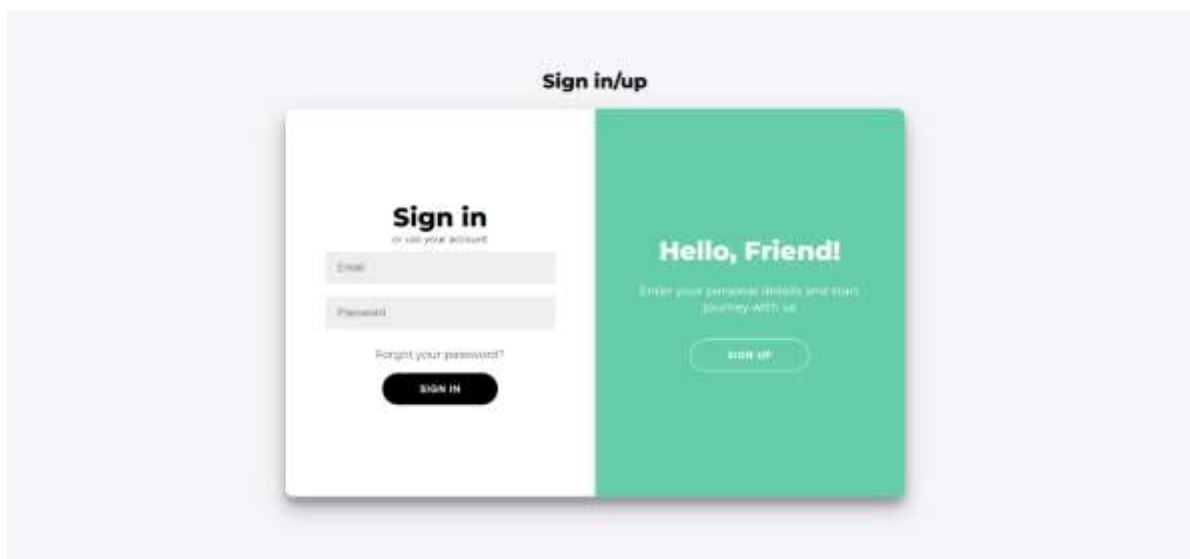 Sign in/up
Sign in
or use your account
Email
Password
Forgot your password?
SIGN IN
Hello, Friend!
Enter your personal details and start
journey with us
SIGN UP